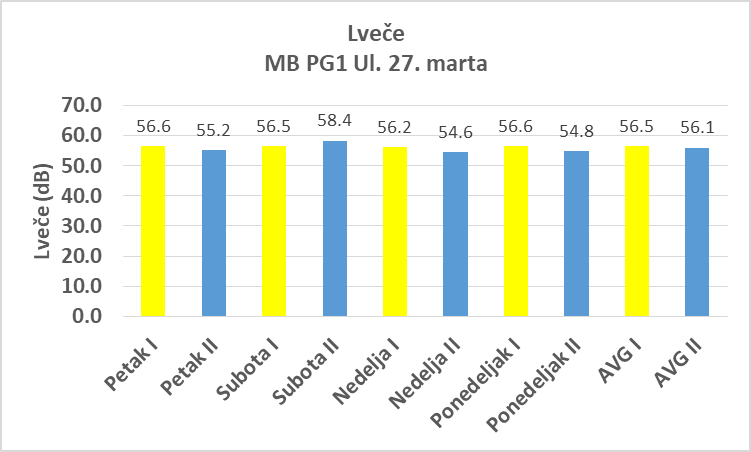 Lveče
MB PG1 Ul. 27. marta
Lveče (dB)
70.0
60.0
50.0
40.0
30.0
20.0
10.0
0.0
56.6
55.2
56.5
58.4
56.2
54.6
56.6
54.8
56.5
56.1
Petak I
Petak II
Subota I
Subota II
Nedelja I
Nedelja II
Ponedeljak I
Ponedeljak II
AVG I
AVG II